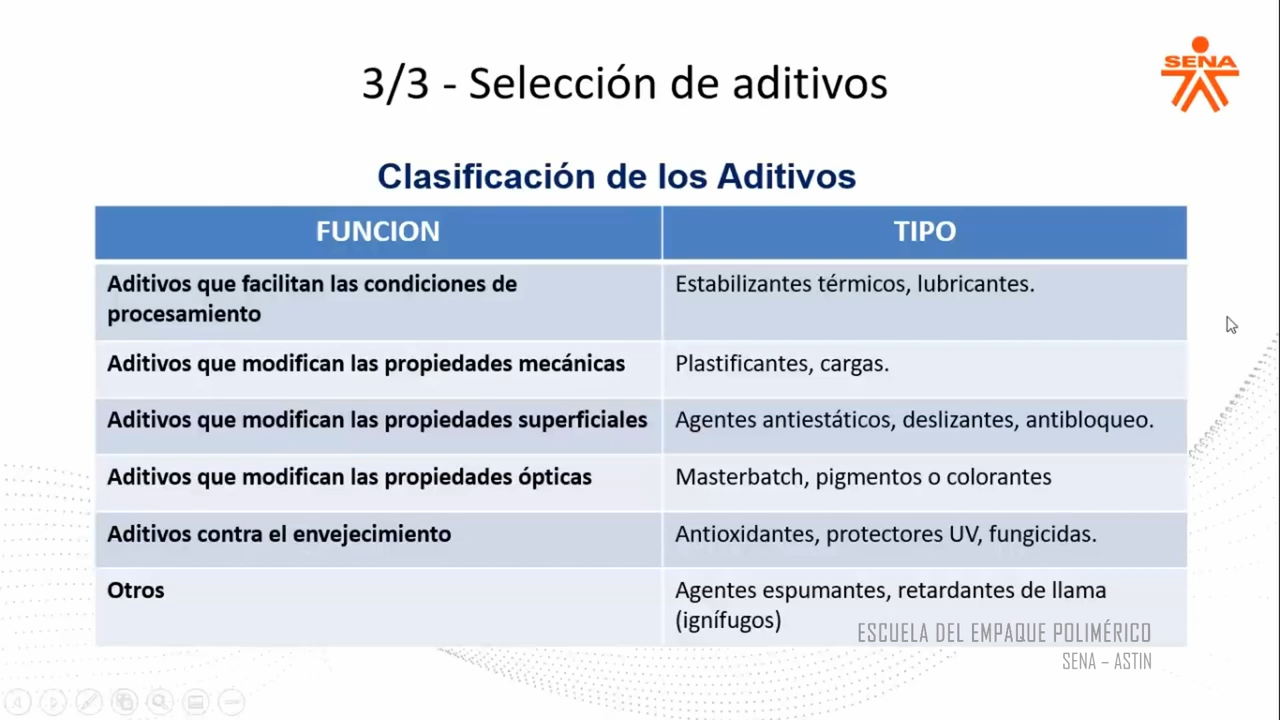 3/3 - Selección de aditivos
SENA
Clasificación de los Aditivos
FUNCION
TIPO
Aditivos que facilitan las condiciones de
procesamiento
Estabilizantes térmicos, lubricantes.
Aditivos que modifican las propiedades mecánicas
Plastificantes, cargas.
Aditivos que modifican las propiedades superficiales
Agentes antiestáticos, deslizantes, antibloqueo.
Aditivos que modifican las propiedades ópticas
Masterbatch, pigmentos o colorantes
Aditivos contra el envejecimiento
Antioxidantes, protectores UV, fungicidas.
Otros
Agentes espumantes, retardantes de llama
(ignífugos)
ESCUELA DEL EMPAQUE POLIMÉRICO
SENA – ASTIN